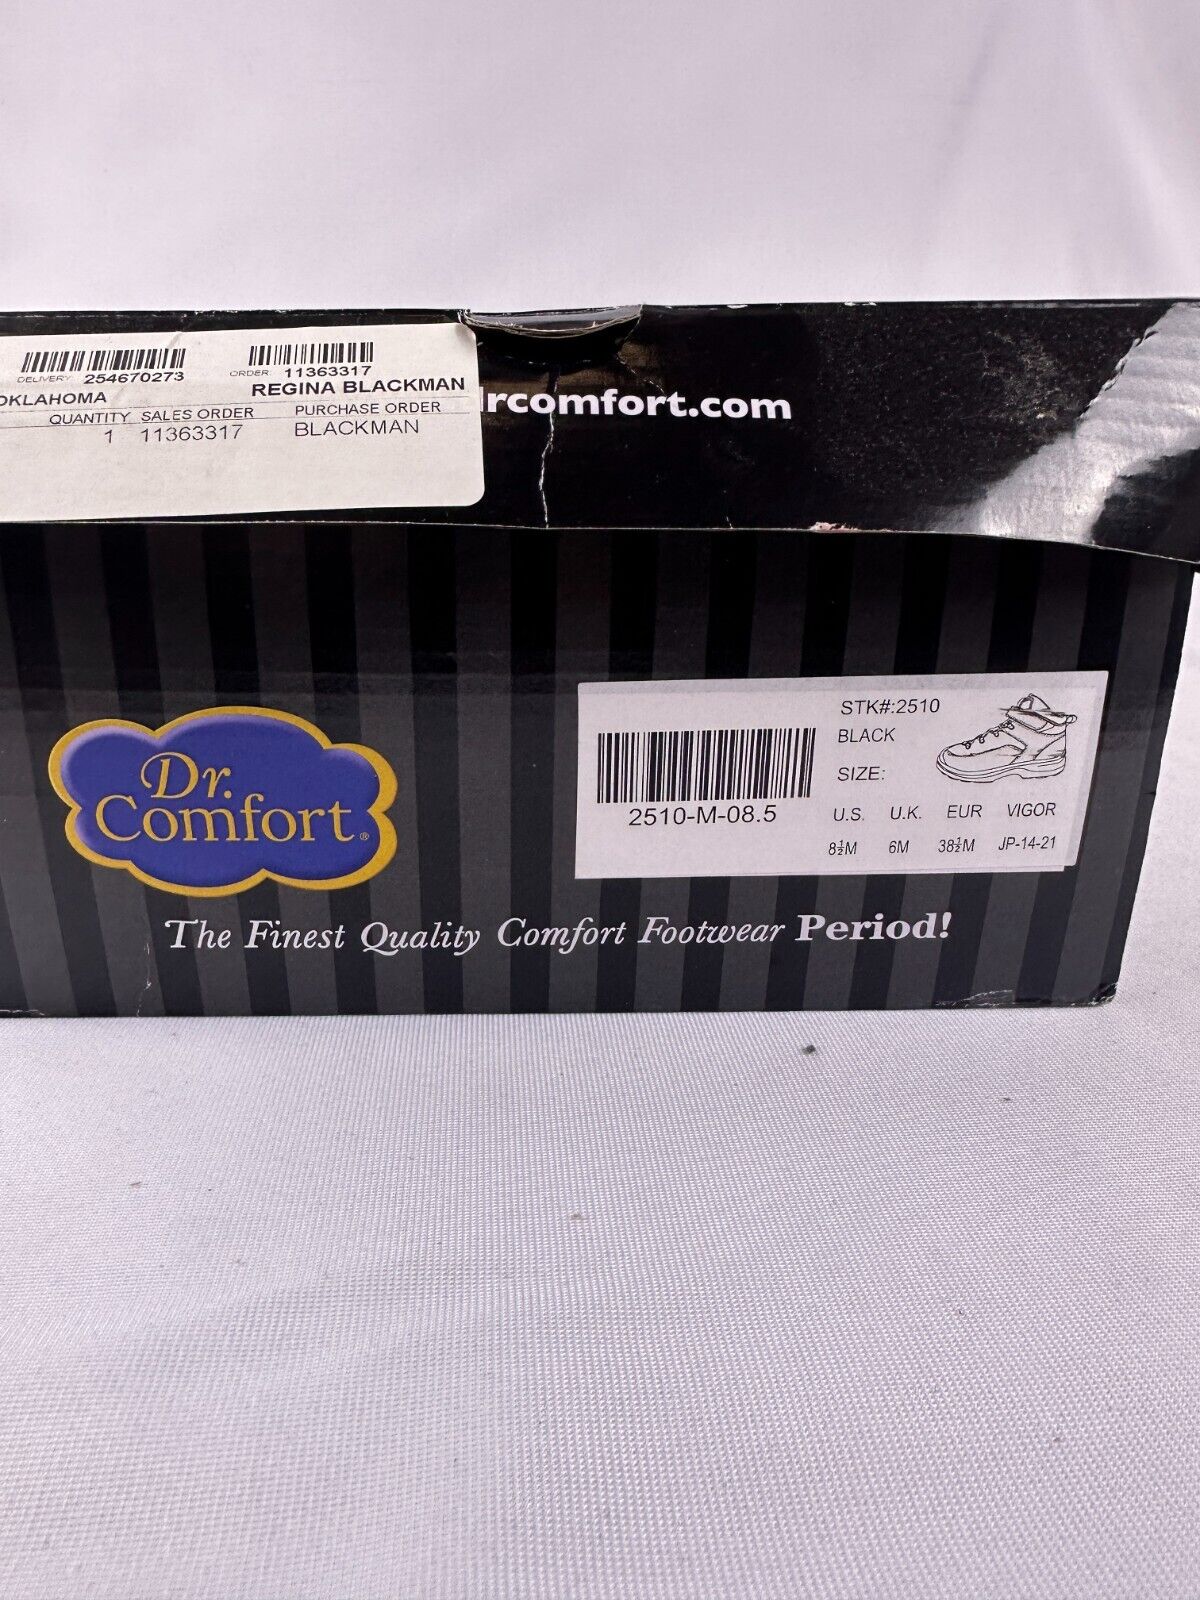 DELIVERY: 254670273
ORDER: 11363317
OKLAHOMA
REGINA BLACKMAN
QUANTITY SALES ORDER PURCHASE ORDER
1 11363317 BLACKMAN
rcomfort.com
Dr.
Comfort®
The Finest Quality Comfort Footwear Period!
2510-M-08.5
STK#:2510
BLACK
SIZE:
U.S. U.K. EUR VIGOR
8½M 6M 38½M JP-14-21